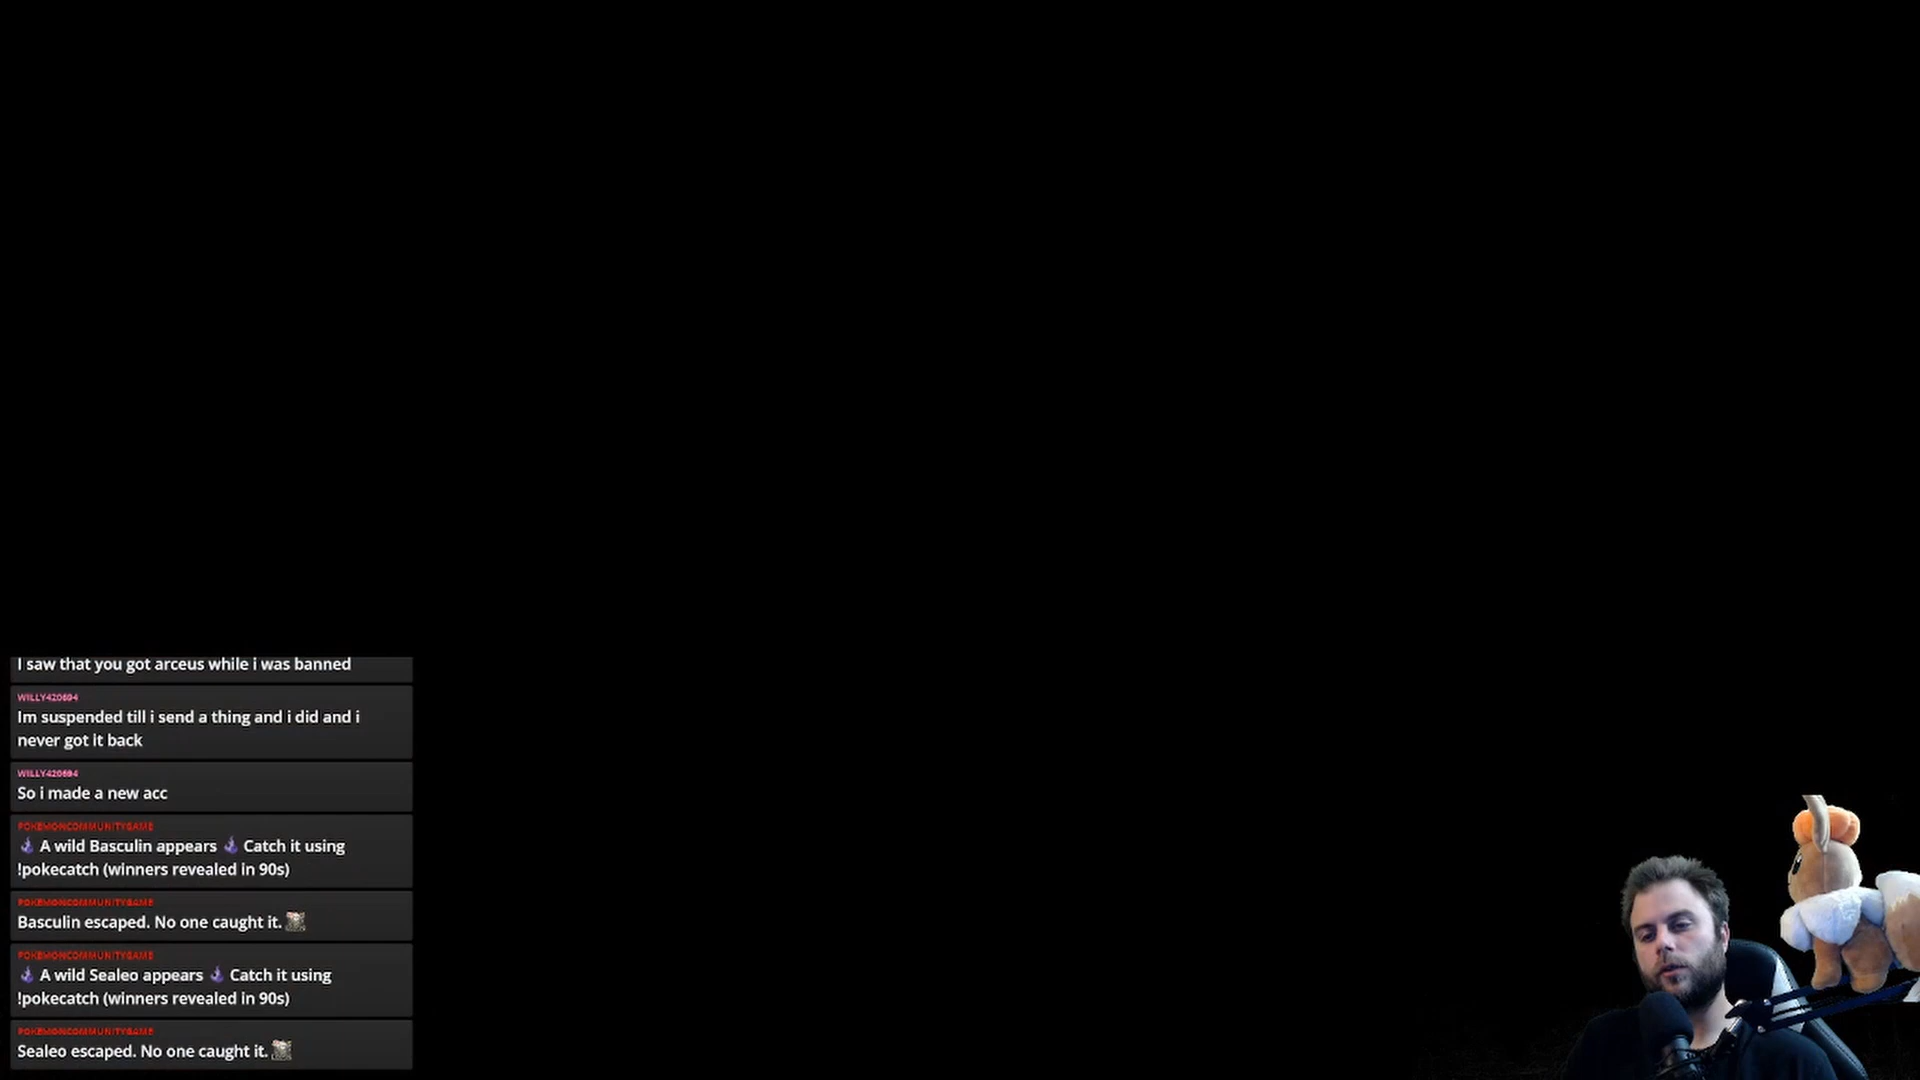 I saw that you got arceus while i was banned
WILLY420694
Im suspended till i send a thing and i did and i
never got it back
WILLY420694
So i made a new acc
POKEMONCOMMUNITYGAME
A wild Basculin appears Catch it using
!pokecatch (winners revealed in 90s)
POKEMONCOMMUNITYGAME
Basculin escaped. No one caught it.
POKEMONCOMMUNITYGAME
A wild Sealeo appears Catch it using
!pokecatch (winners revealed in 90s)
POKEMONCOMMUNITYGAME
Sealeo escaped. No one caught it.